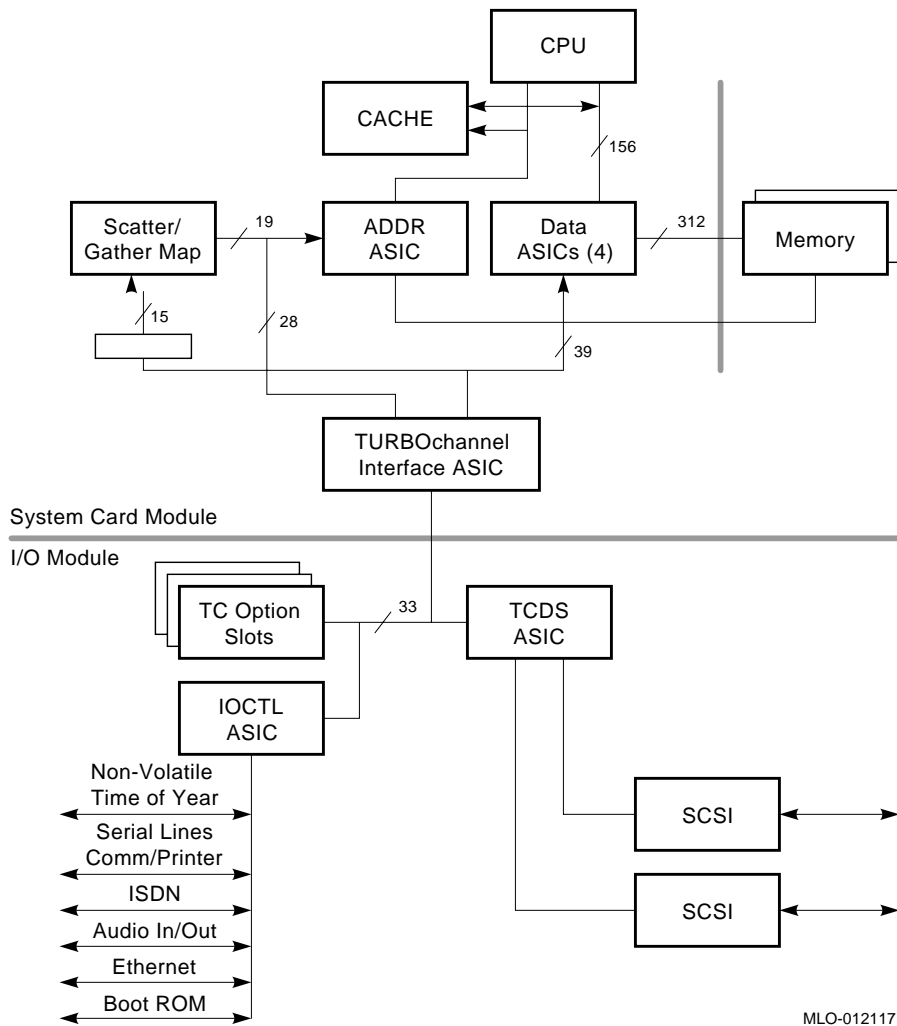 CPU
CACHE
156
Scatter/
Gather Map
19
ADDR
ASIC
Data
ASICs (4)
312
Memory
15
28
39
TURBOchannel
Interface ASIC
System Card Module
I/O Module
TC Option
Slots
33
TCDS
ASIC
IOCTL
ASIC
Non-Volatile
Time of Year
Serial Lines
Comm/Printer
ISDN
Audio In/Out
Ethernet
Boot ROM
SCSI
SCSI
MLO-012117